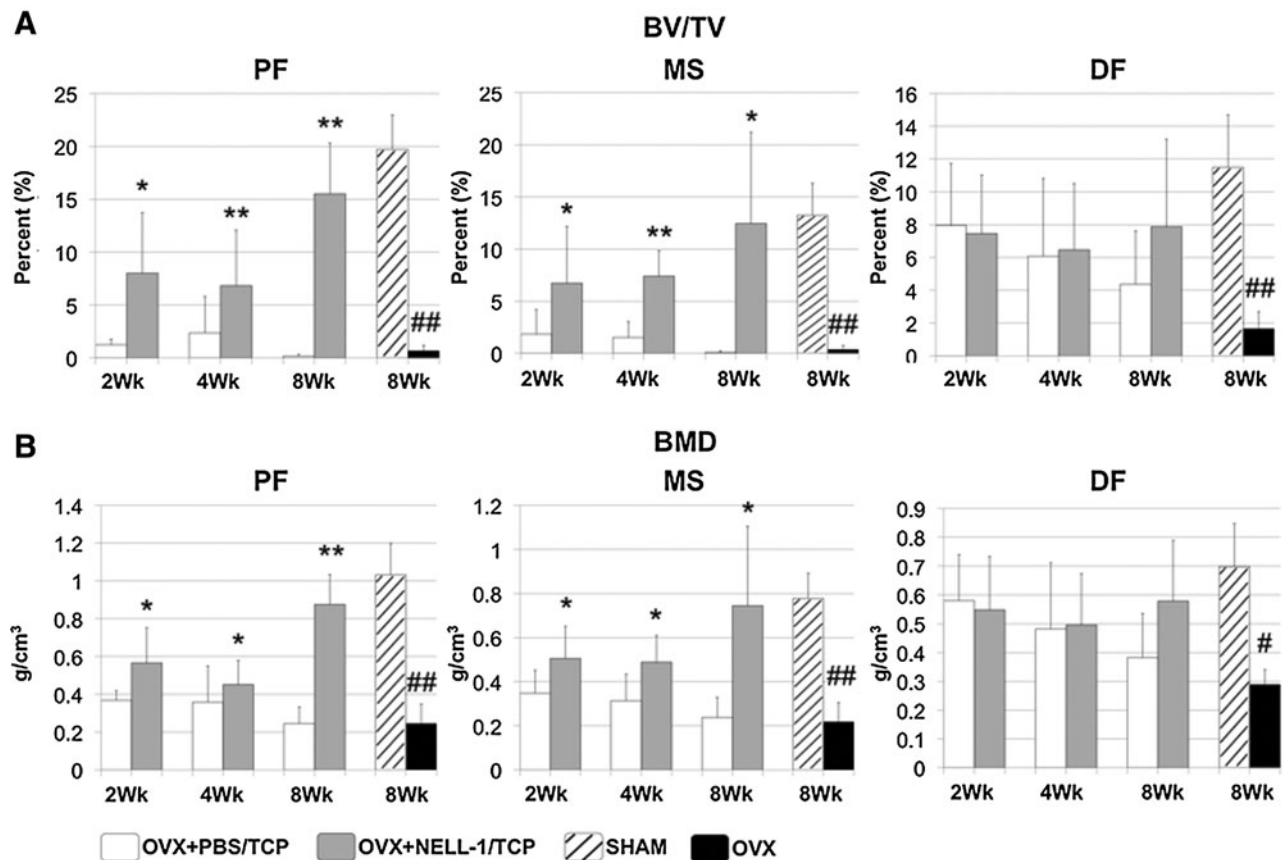 A
BV/TV
PF
MS
DF
25
20
15
10
5
0
Percent (%)
*
**
**
##
2Wk 4Wk 8Wk 8Wk
25
20
15
10
5
0
Percent (%)
*
**
*
##
2Wk 4Wk 8Wk 8Wk
16
14
12
10
8
6
4
2
0
Percent (%)
##
2Wk 4Wk 8Wk 8Wk
B
BMD
PF
MS
DF
1.4
1.2
1
0.8
0.6
0.4
0.2
0
g/cm³
*
*
**
##
2Wk 4Wk 8Wk 8Wk
1.2
1
0.8
0.6
0.4
0.2
0
g/cm³
*
*
*
##
2Wk 4Wk 8Wk 8Wk
0.9
0.8
0.7
0.6
0.5
0.4
0.3
0.2
0.1
0
g/cm³
#
2Wk 4Wk 8Wk 8Wk
OVX+PBS/TCP OVX+NELL-1/TCP SHAM OVX